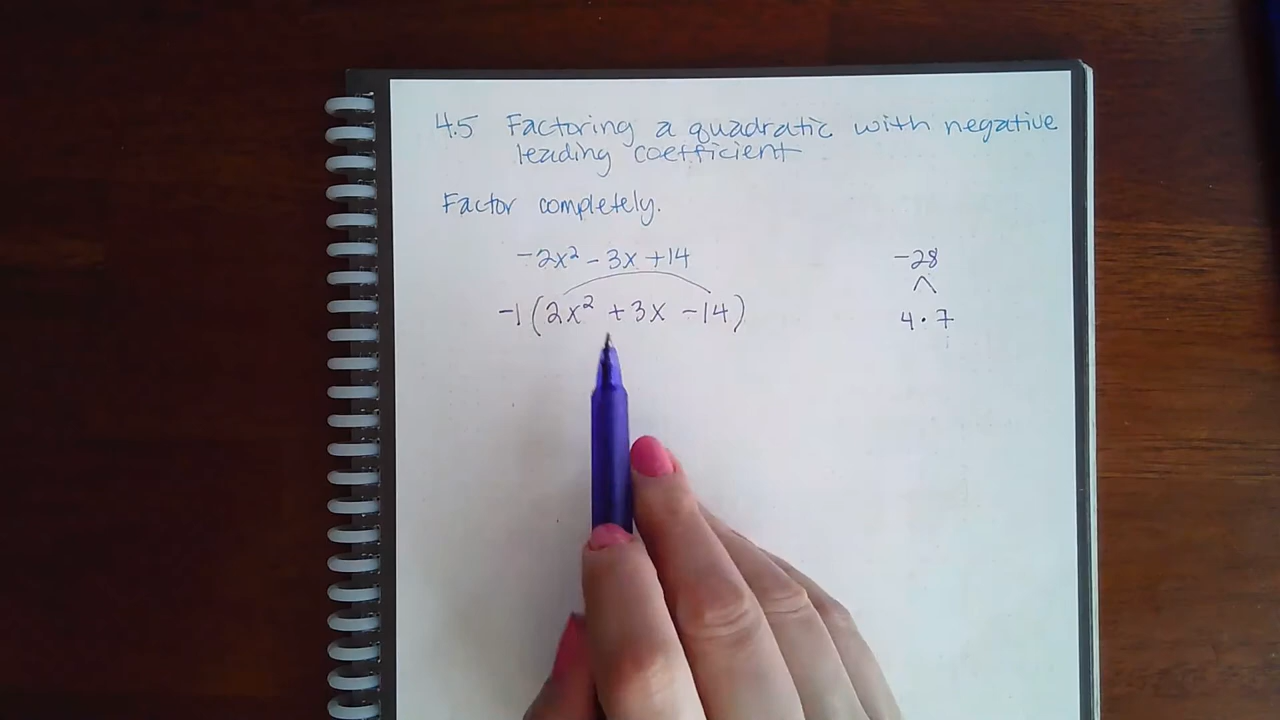 4.5 Factoring a quadratic with negative
leading coefficient
Factor completely.
-2x² - 3x + 14
-28
-1(2x² + 3x - 14)
4 · 7